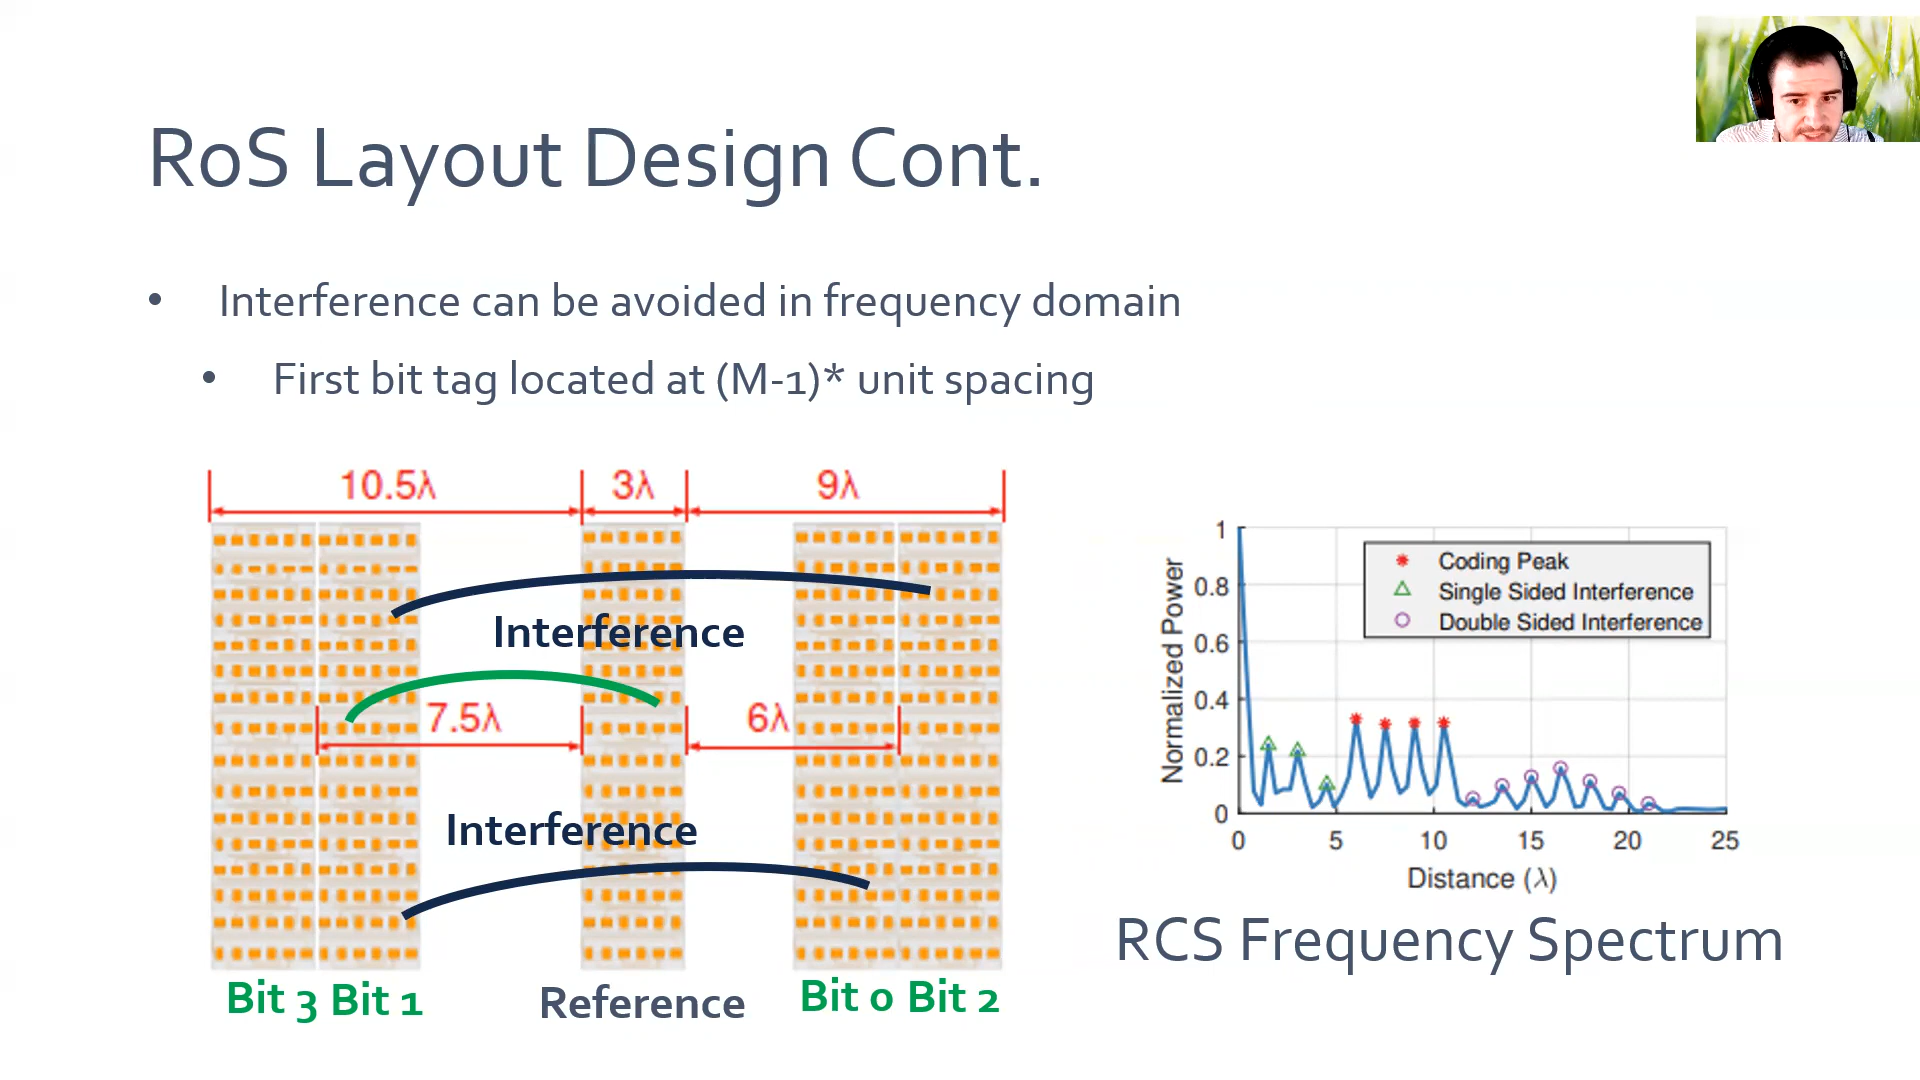 RoS Layout Design Cont.
• Interference can be avoided in frequency domain
• First bit tag located at (M-1)* unit spacing
10.5λ 3λ 9λ
Interference
7.5λ 6λ
Interference
Bit 3 Bit 1 Reference Bit 0 Bit 2
Normalized Power
1
0.8
0.6
0.4
0.2
0
Coding Peak
Single Sided Interference
Double Sided Interference
0 5 10 15 20 25
Distance (λ)
RCS Frequency Spectrum